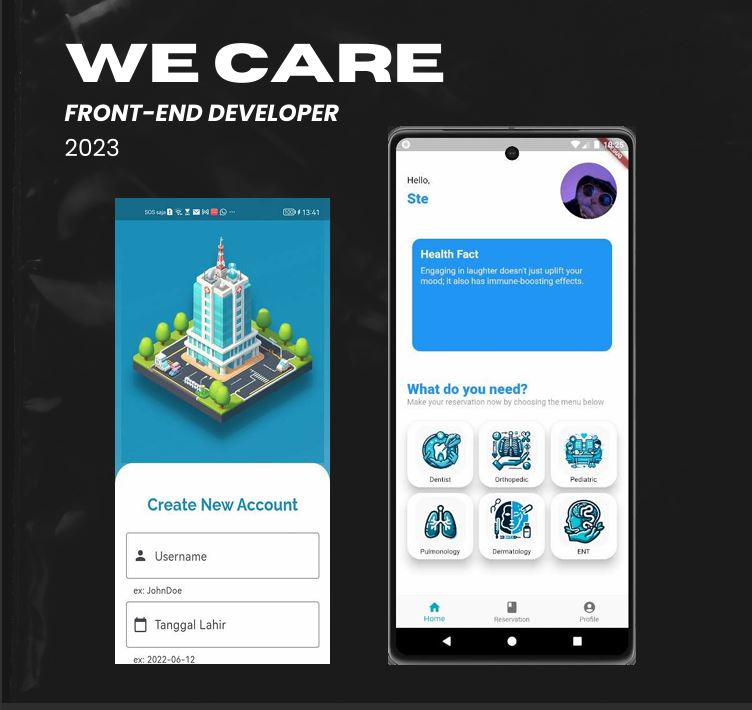 WE CARE
FRONT-END DEVELOPER
2023
SOS saja
13:41
Create New Account
Username
ex: JohnDoe
Tanggal Lahir
ex: 2022-06-12
18:25
Hello,
Ste
Health Fact
Engaging in laughter doesn't just uplift your
mood; it also has immune-boosting effects.
What do you need?
Make your reservation now by choosing the menu below
Dentist
Orthopedic
Pediatric
Pulmonology
Dermatology
ENT
Home
Reservation
Profile